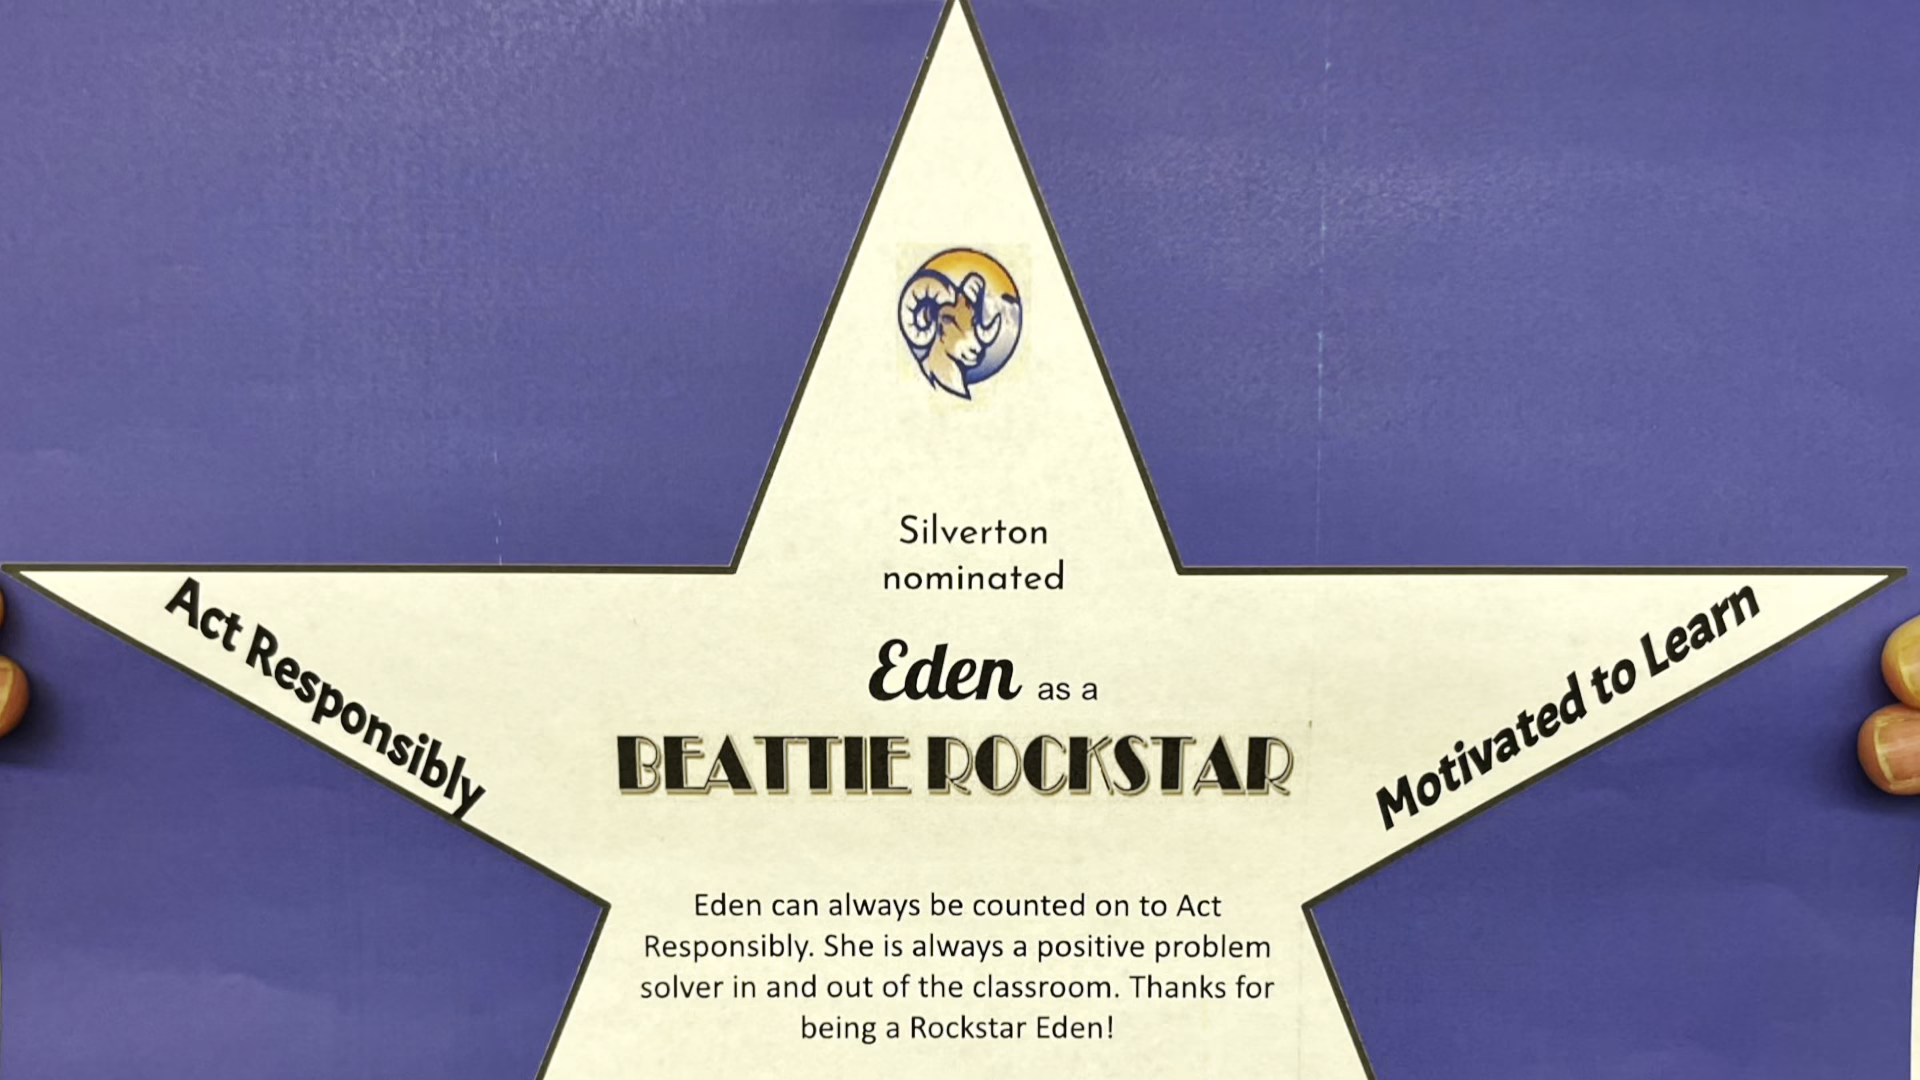 Silverton
nominated
Eden as a
BEATTIE ROCKSTAR
Act Responsibly
Motivated to Learn
Eden can always be counted on to Act
Responsibly. She is always a positive problem
solver in and out of the classroom. Thanks for
being a Rockstar Eden!